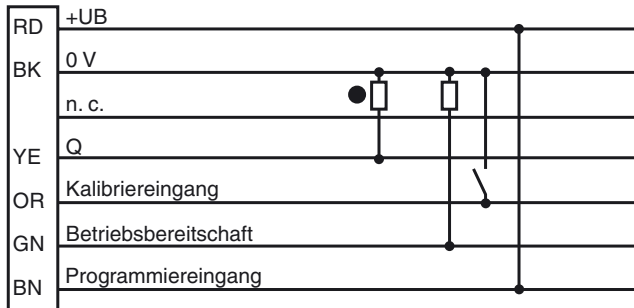 RD +UB
BK 0 V
n. c.
YE Q
OR Kalibriereingang
GN Betriebsbereitschaft
BN Programmiereingang